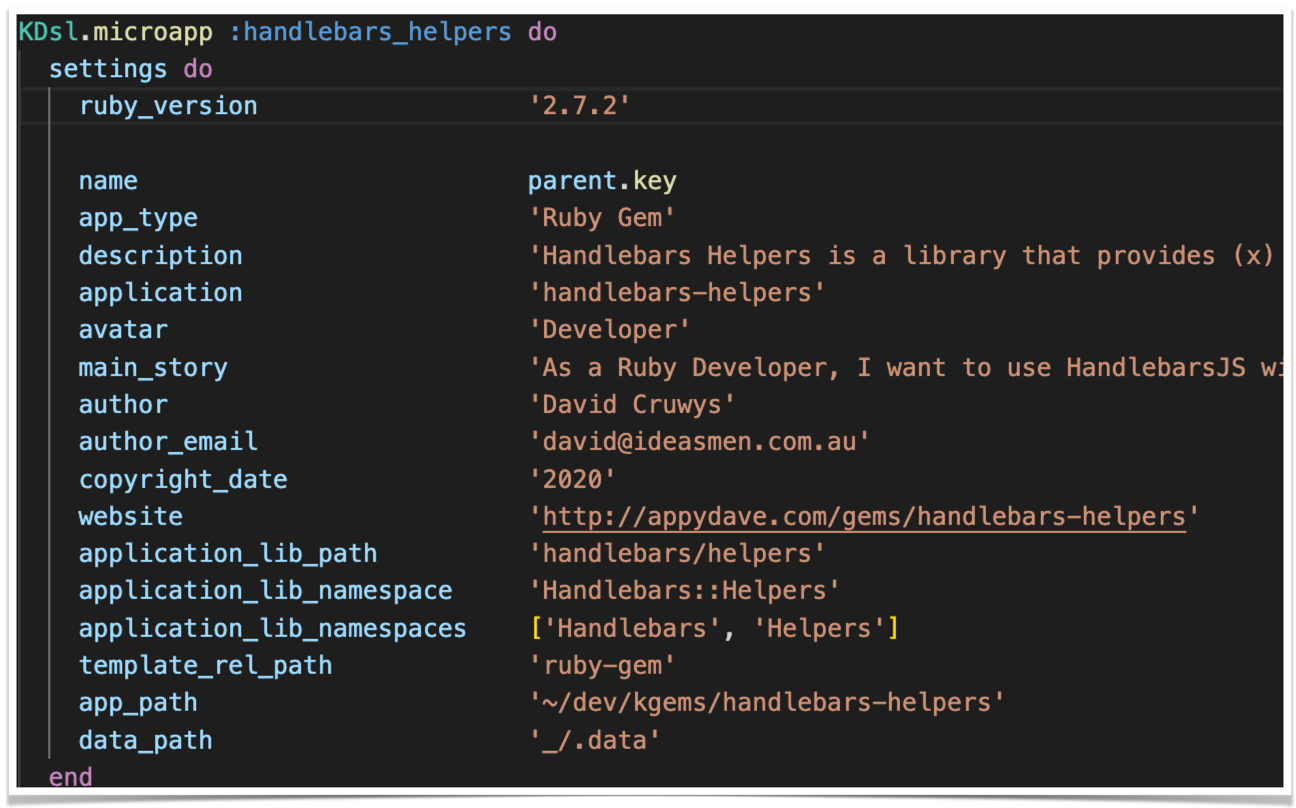 KDsl.microapp :handlebars_helpers do
  settings do
    ruby_version                  '2.7.2'

    name                          parent.key
    app_type                      'Ruby Gem'
    description                   'Handlebars Helpers is a library that provides (x)
    application                   'handlebars-helpers'
    avatar                        'Developer'
    main_story                    'As a Ruby Developer, I want to use HandlebarsJS
    author                        'David Cruwys'
    author_email                  'david@ideasmen.com.au'
    copyright_date                '2020'
    website                       'http://appydave.com/gems/handlebars-helpers'
    application_lib_path          'handlebars/helpers'
    application_lib_namespace     'Handlebars::Helpers'
    application_lib_namespaces    ['Handlebars', 'Helpers']
    template_rel_path             'ruby-gem'
    app_path                      '~/dev/kgems/handlebars-helpers'
    data_path                     '_/.data'
  end